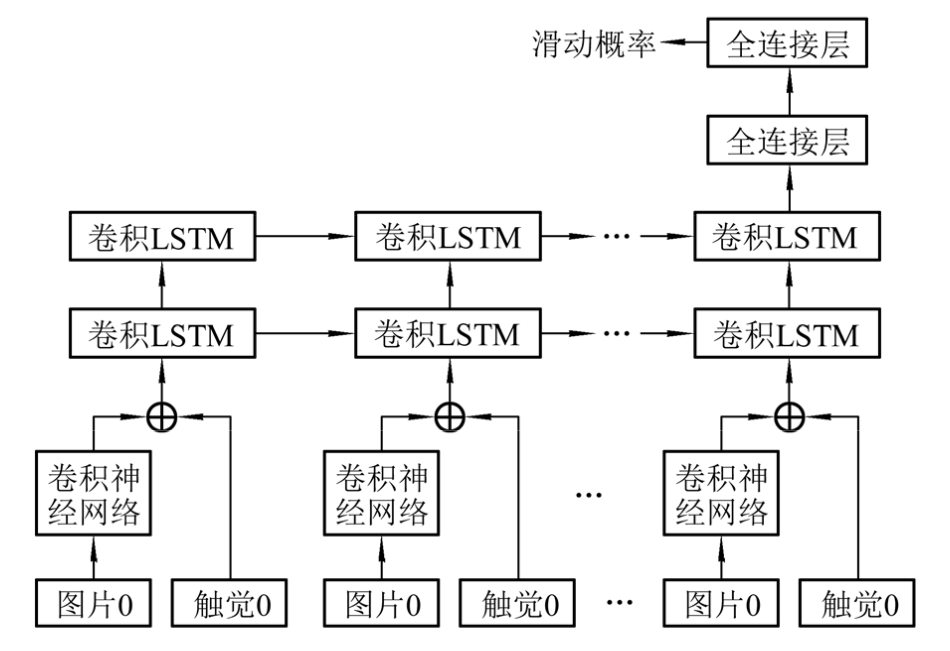 滑动概率
全连接层
全连接层
卷积LSTM 卷积LSTM ··· 卷积LSTM
卷积LSTM 卷积LSTM ··· 卷积LSTM
卷积神 卷积神 卷积神
经网络 经网络 ··· 经网络
图片0 触觉0 图片0 触觉0 ··· 图片0 触觉0